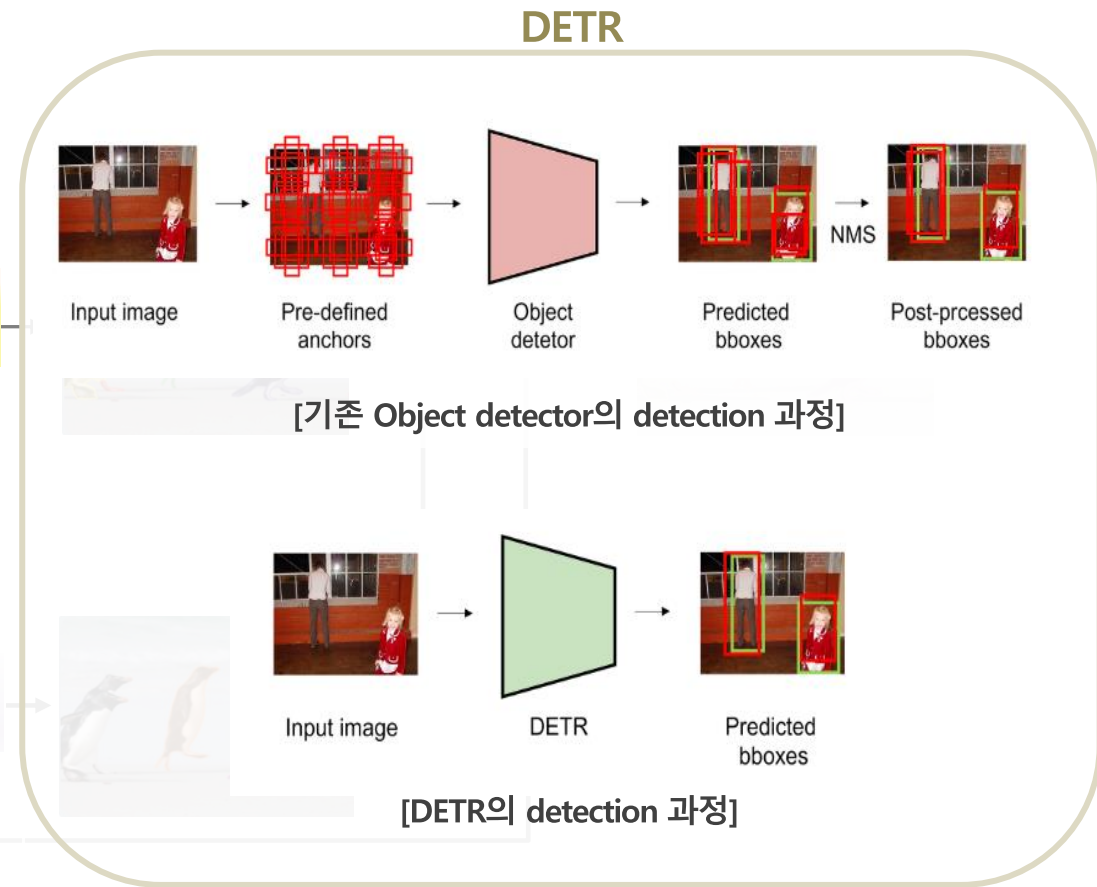 DETR
NMS
Input image
Pre-defined
anchors
Object
detetor
Predicted
bboxes
Post-prcessed
bboxes
[기존 Object detector의 detection 과정]
Input image
DETR
Predicted
bboxes
[DETR의 detection 과정]